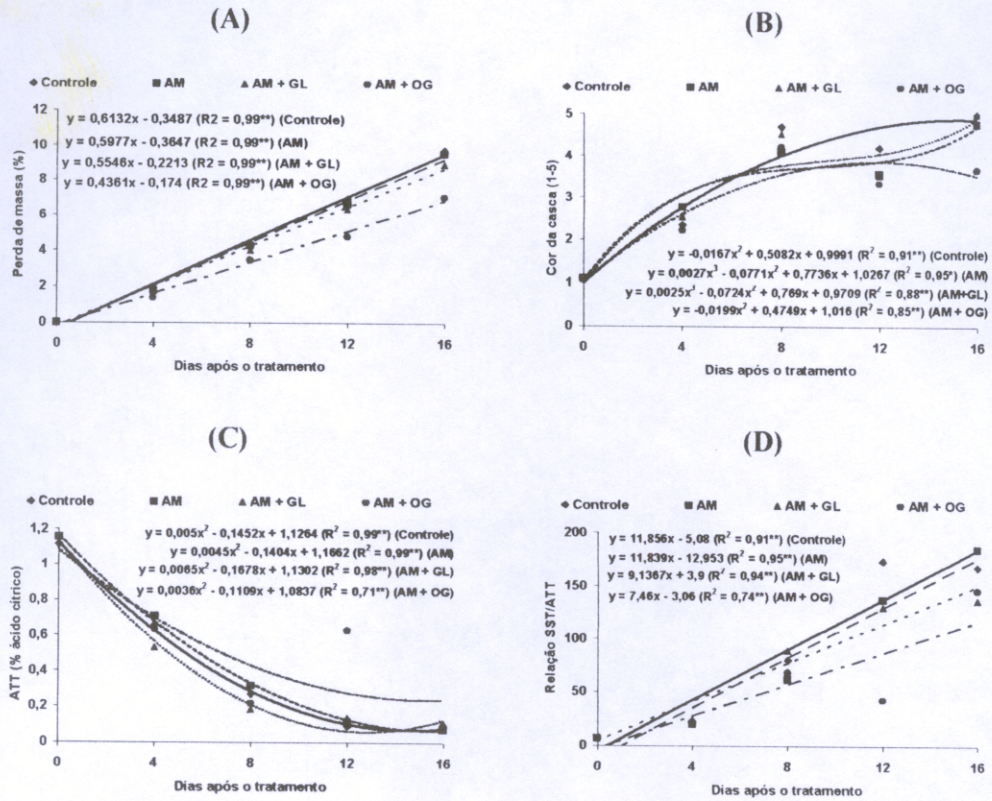 (A)
Controle AM AM + GL AM + OG
12
10
8
6
4
2
0
y = 0,6132x - 0,3487 (R2 = 0,99**) (Controle)
y = 0,5977x - 0,3647 (R2 = 0,99**) (AM)
y = 0,5546x - 0,2213 (R2 = 0,99**) (AM + GL)
y = 0,4361x - 0,174 (R2 = 0,99**) (AM + OG)
Perda de massa (%)
0 4 8 12 16
Dias após o tratamento
(B)
Controle AM AM + GL AM + OG
5
4
3
2
1
0
Cor da casca (1-5)
y = -0,0167x² + 0,5082x + 0,9991 (R² = 0,91**) (Controle)
y = 0,0027x³ - 0,0771x² + 0,7736x + 1,0267 (R² = 0,95*) (AM)
y = 0,0025x³ - 0,0724x² + 0,769x + 0,9709 (R² = 0,88**) (AM+GL)
y = -0,0199x² + 0,4749x + 1,016 (R² = 0,85**) (AM + OG)
0 4 8 12 16
Dias após o tratamento
(C)
Controle AM AM + GL AM + OG
1,2
1
0,8
0,6
0,4
0,2
0
y = 0,005x² - 0,1452x + 1,1264 (R² = 0,99**) (Controle)
y = 0,0045x² - 0,1404x + 1,1662 (R² = 0,99**) (AM)
y = 0,0065x² - 0,1678x + 1,1302 (R² = 0,98**) (AM + GL)
y = 0,0036x² - 0,1109x + 1,0837 (R² = 0,71**) (AM + OG)
ATT (% ácido cítrico)
0 4 8 12 16
Dias após o tratamento
(D)
Controle AM AM + GL AM + OG
200
150
100
50
0
y = 11,856x - 5,08 (R² = 0,91**) (Controle)
y = 11,839x - 12,953 (R² = 0,95**) (AM)
y = 9,1367x + 3,9 (R² = 0,94**) (AM + GL)
y = 7,46x - 3,06 (R² = 0,74**) (AM + OG)
Relação SST/ATT
0 4 8 12 16
Dias após o tratamento